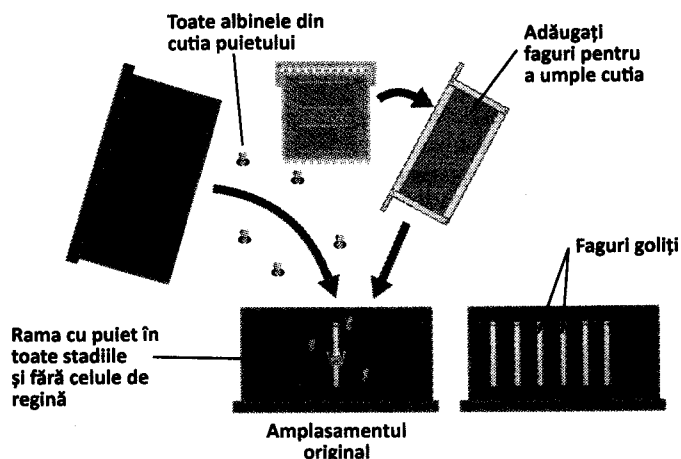 Toate albinele din
cutia puietului
Adăugați
faguri pentru
a umple cutia
Faguri goliți
Rama cu puiet în
toate stadiile
și fără celule de
regină
Amplasamentul
original